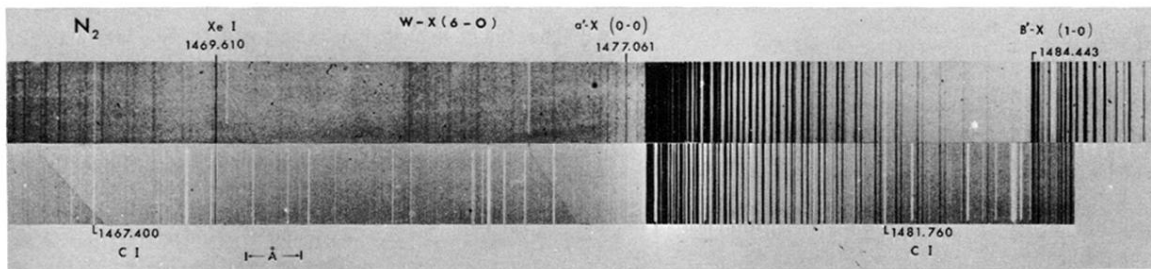 N2 Xe I W-X (6-0) a'-X (0-0) B'-X (1-0)
1469.610 1477.061 1484.443
1467.400 1481.760
C I Å C I